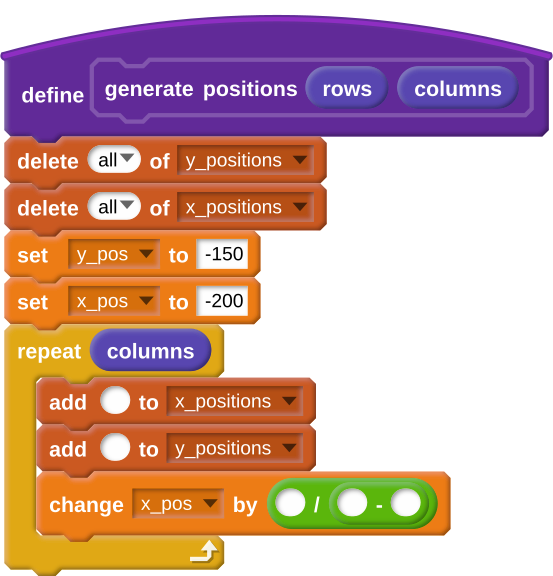 define generate positions rows columns
delete all of y_positions
delete all of x_positions
set y_pos to -150
set x_pos to -200
repeat columns
add to x_positions
add to y_positions
change x_pos by / -